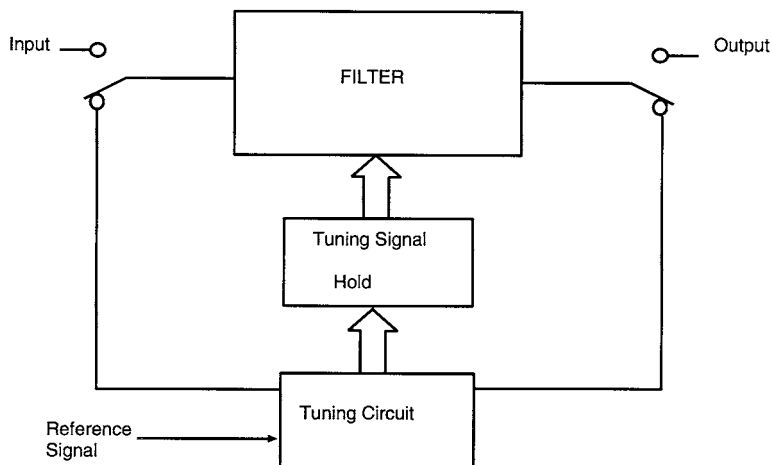 Input
Output
FILTER
Tuning Signal
Hold
Tuning Circuit
Reference
Signal